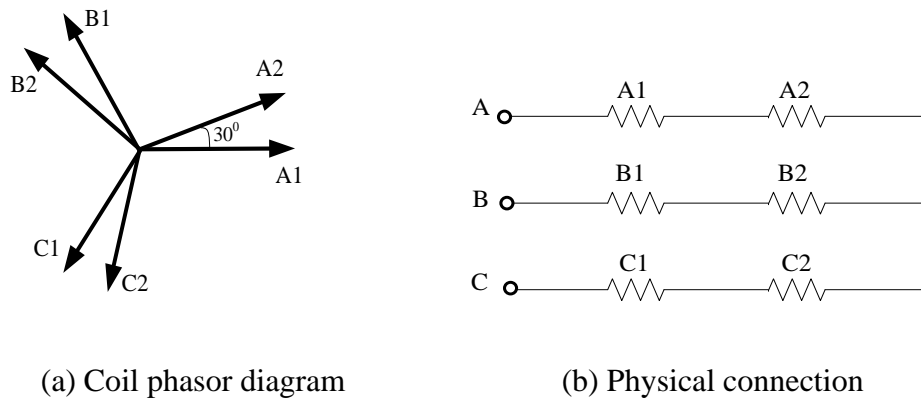 B1
B2
A2
30⁰
A1
C1
C2
A
A1
A2
B
B1
B2
C
C1
C2
(a) Coil phasor diagram
(b) Physical connection